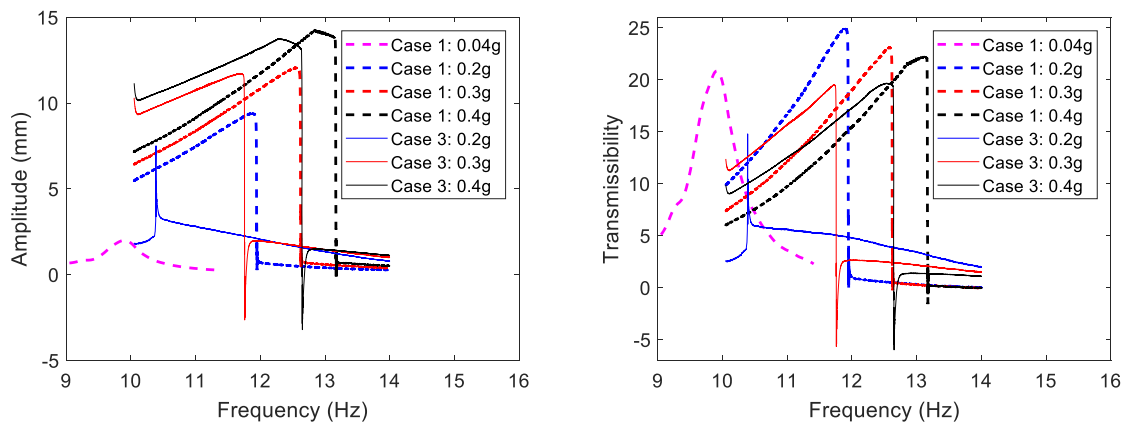 15
10
5
0
-5
9 10 11 12 13 14 15 16
Amplitude (mm)
Frequency (Hz)
Case 1: 0.04g
Case 1: 0.2g
Case 1: 0.3g
Case 1: 0.4g
Case 3: 0.2g
Case 3: 0.3g
Case 3: 0.4g
25
20
15
10
5
0
-5
9 10 11 12 13 14 15 16
Transmissibility
Frequency (Hz)
Case 1: 0.04g
Case 1: 0.2g
Case 1: 0.3g
Case 1: 0.4g
Case 3: 0.2g
Case 3: 0.3g
Case 3: 0.4g